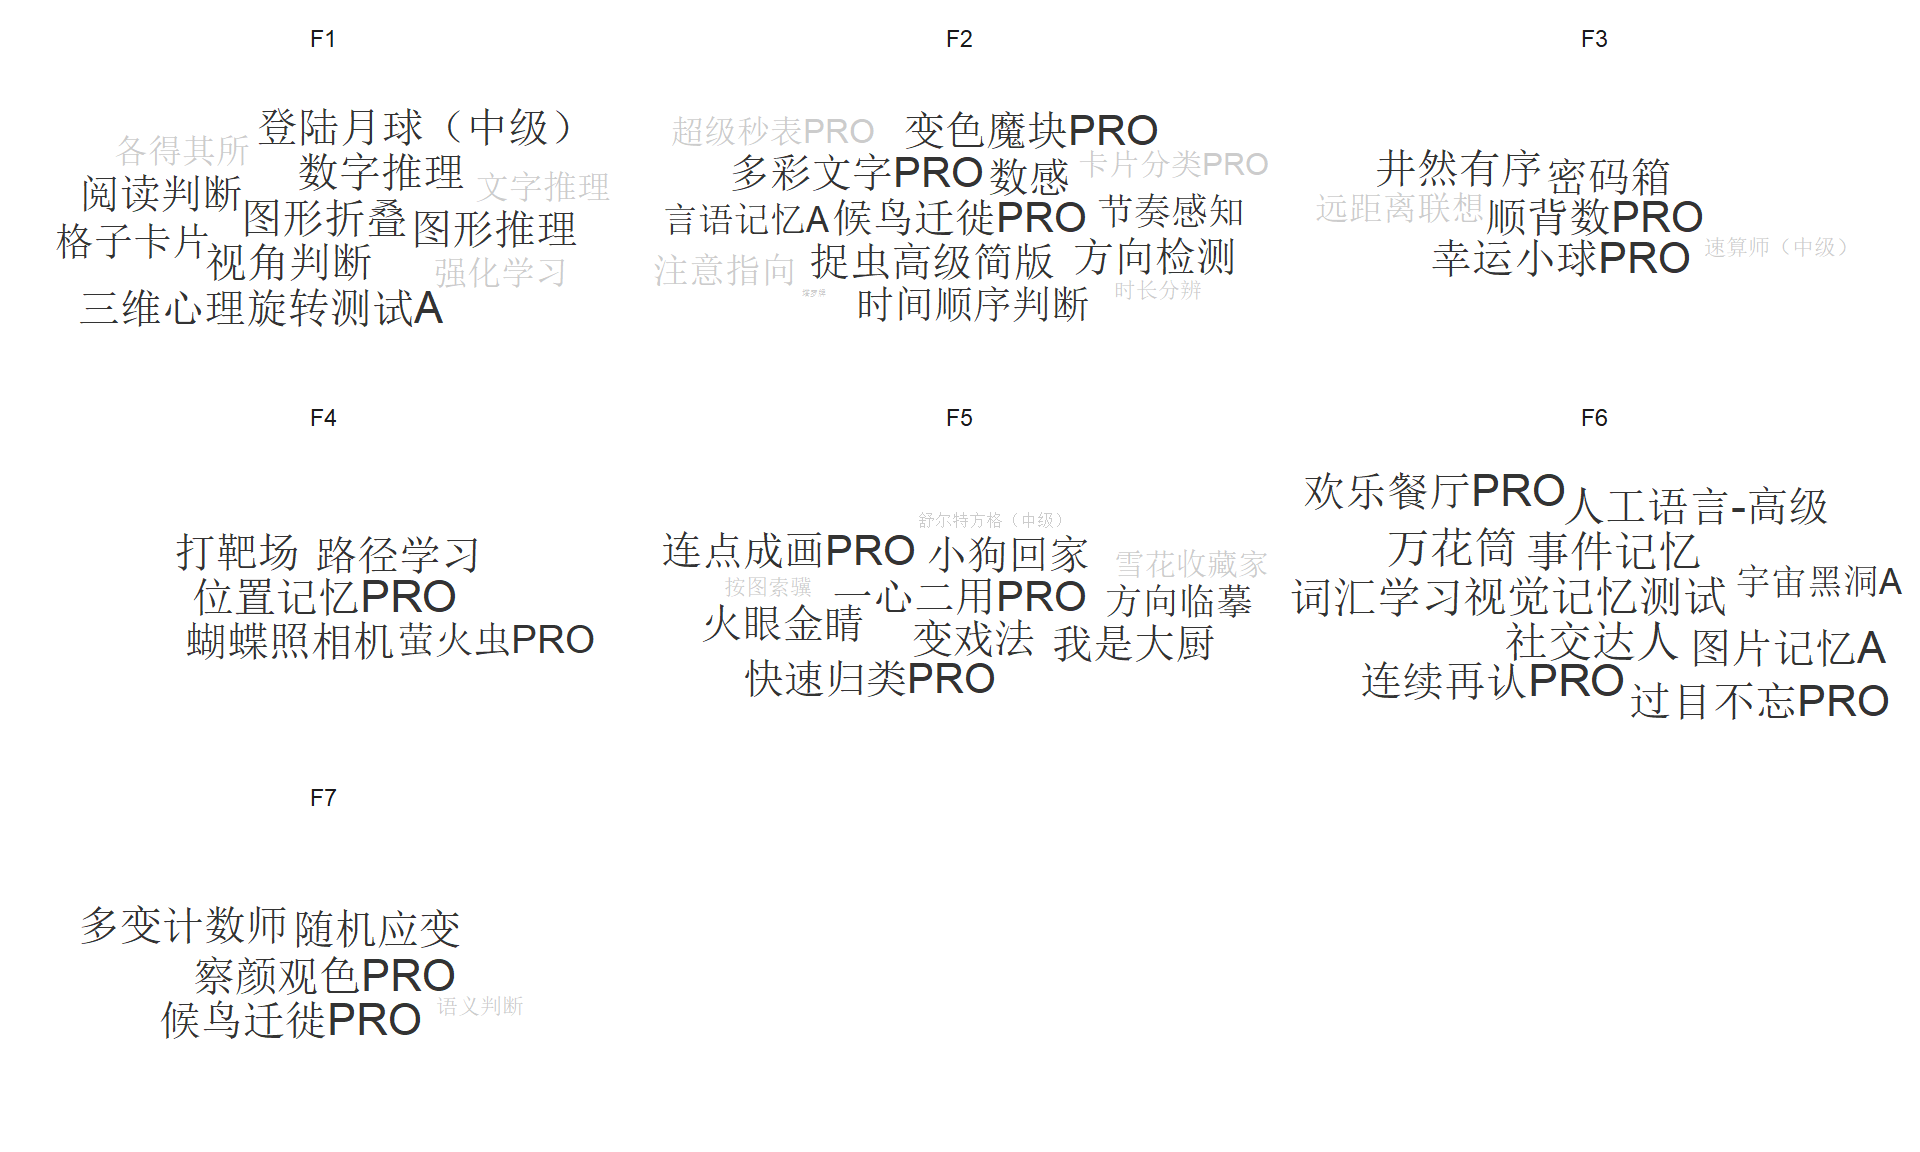 F1
各得其所
登陆月球（中级）
数字推理
阅读判断
文字推理
图形折叠
图形推理
格子卡片
视角判断
强化学习
三维心理旋转测试A
F2
超级秒表PRO
变色魔块PRO
多彩文字PRO
数感
卡片分类PRO
言语记忆A
候鸟迁徙PRO
节奏感知
注意指向
捉虫高级简版
方向检测
时间顺序判断
时长分辨
F3
井然有序
密码箱
远距离联想
顺背数PRO
幸运小球PRO
速算师（中级）
F4
打靶场
路径学习
位置记忆PRO
蝴蝶照相机
萤火虫PRO
F5
舒尔特方格（中级）
连点成画PRO
小狗回家
雪花收藏家
按图索骥
一心二用PRO
方向临摹
火眼金睛
变戏法
我是大厨
快速归类PRO
F6
欢乐餐厅PRO
人工语言-高级
万花筒
事件记忆
词汇学习
视觉记忆测试
宇宙黑洞A
社交达人
图片记忆A
连续再认PRO
过目不忘PRO
F7
多变计数师
随机应变
察颜观色PRO
候鸟迁徙PRO
语义判断